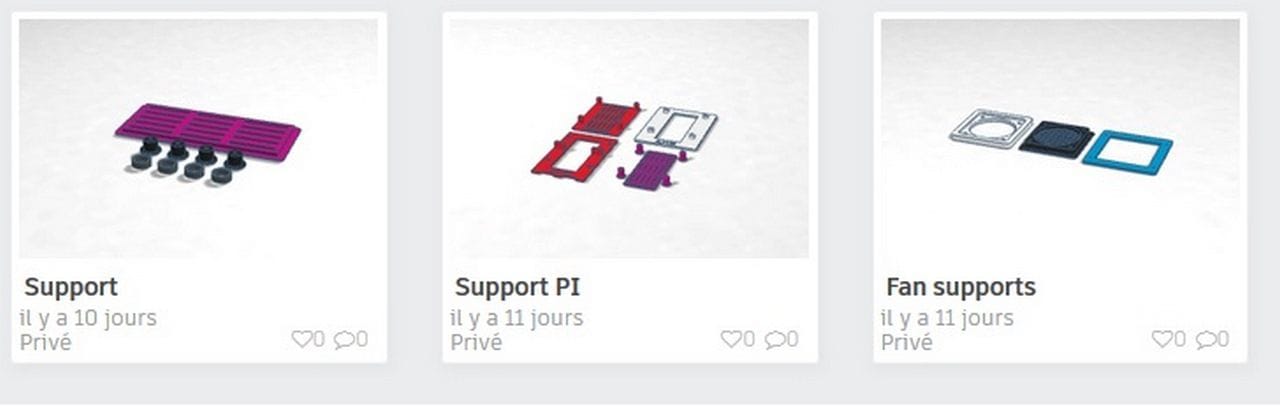 Support
il y a 10 jours
Privé
0 0
Support PI
il y a 11 jours
Privé
0 0
Fan supports
il y a 11 jours
Privé
0 0